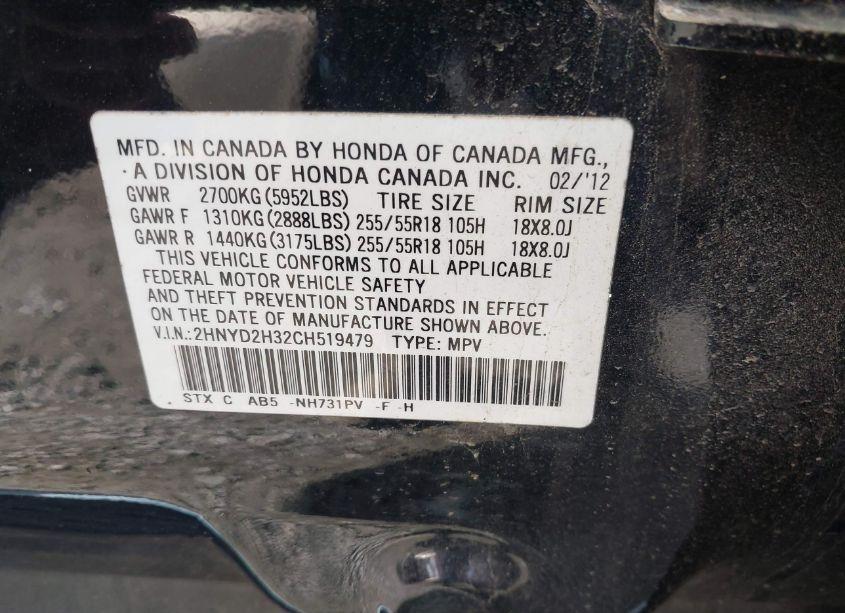 MFD. IN CANADA BY HONDA OF CANADA MFG.,
A DIVISION OF HONDA CANADA INC. 02/'12
GVWR 2700KG (5952LBS) TIRE SIZE RIM SIZE
GAWR F 1310KG (2888LBS) 255/55R18 105H 18X8.0J
GAWR R 1440KG (3175LBS) 255/55R18 105H 18X8.0J
THIS VEHICLE CONFORMS TO ALL APPLICABLE
FEDERAL MOTOR VEHICLE SAFETY
AND THEFT PREVENTION STANDARDS IN EFFECT
ON THE DATE OF MANUFACTURE SHOWN ABOVE.
V.I.N.:2HNYD2H32CH519479 TYPE: MPV
STX C AB5 -NH731PV -F -H